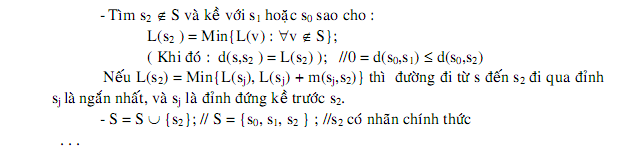 - Tìm s2 ∉ S và kề với s1 hoặc s0 sao cho :
L(s2 ) = Min{L(v) : ∀v ∉ S};
( Khi đó : d(s,s2 ) = L(s2) ); //0 = d(s0,s1) ≤ d(s0,s2)
Nếu L(s2) = Min{L(sj), L(sj) + m(sj,s2)} thì đường đi từ s đến s2 đi qua đỉnh
sj là ngắn nhất, và sj là đỉnh đứng kề trước s2.
- S = S ∪ {s2}; // S = {s0, s1, s2 } ; //s2 có nhãn chính thức
. . .